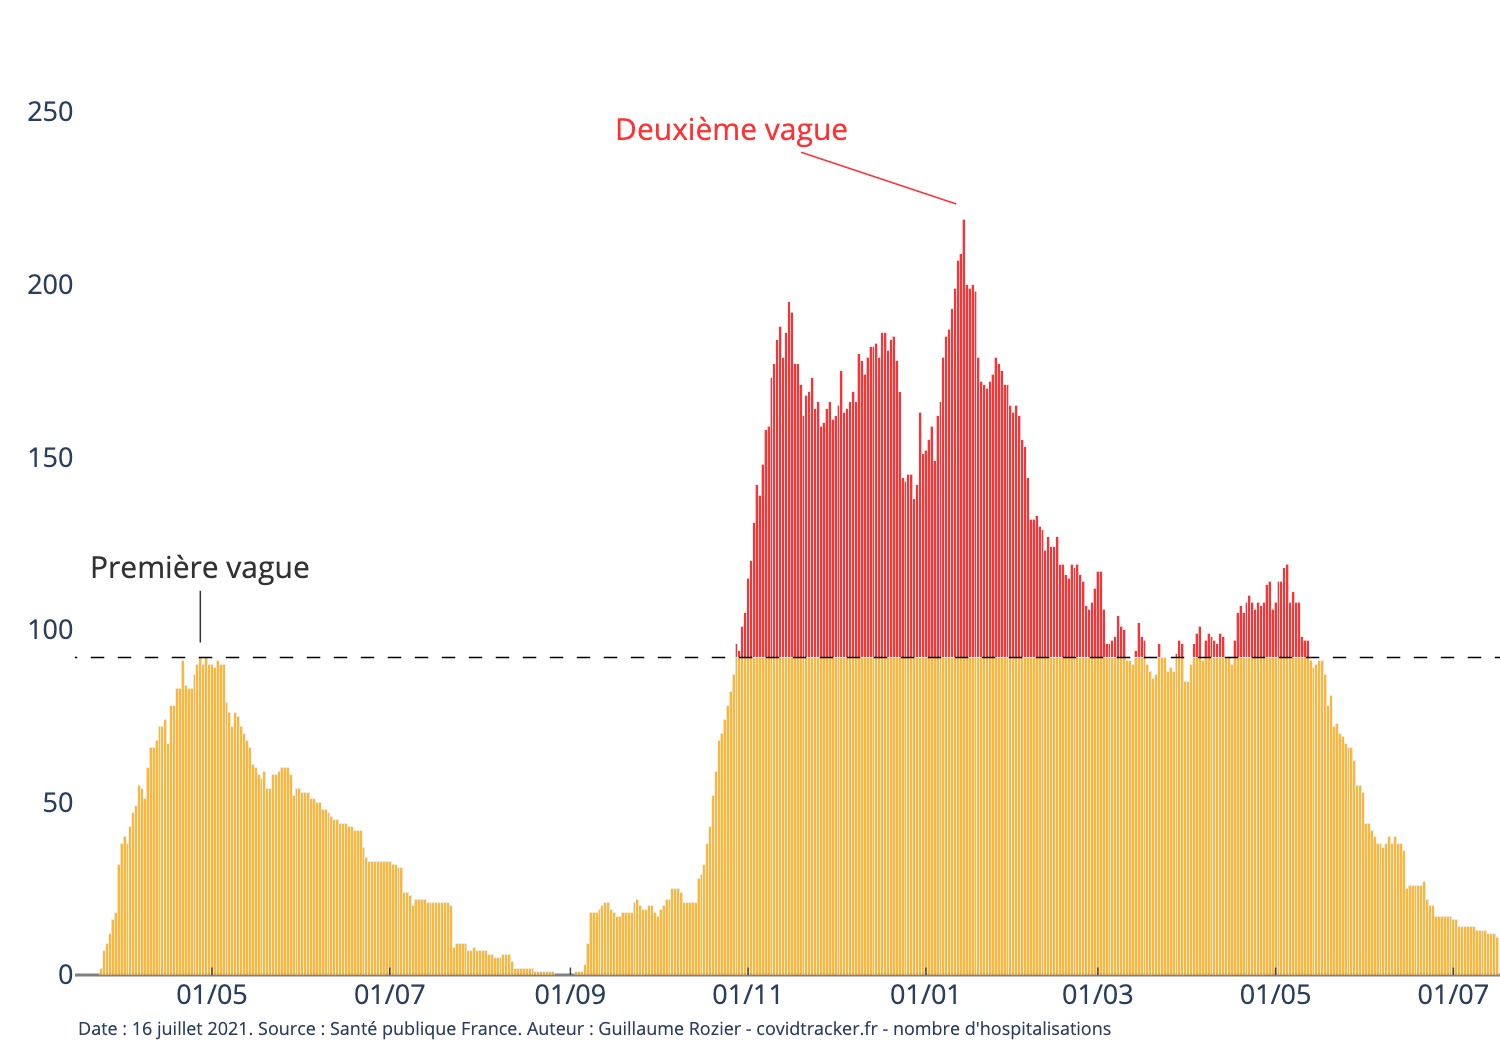 250
Deuxième vague
200
150
Première vague
100
50
0
01/05 01/07 01/09 01/11 01/01 01/03 01/05 01/07
Date : 16 juillet 2021. Source : Santé publique France. Auteur : Guillaume Rozier - covidtracker.fr - nombre d'hospitalisations